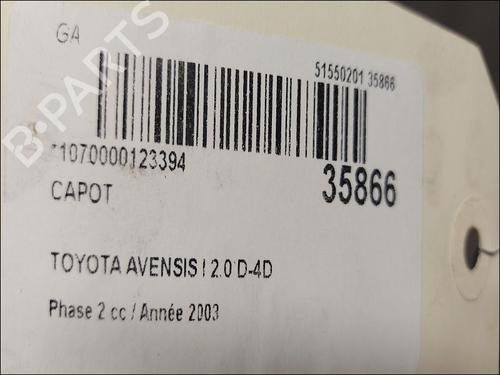 GA
51550201 35866
*1070000123394
35866
CAPOT
TOYOTA AVENSIS I 2.0 D-4D
Phase 2 cc / Année 2003
B-PARTS